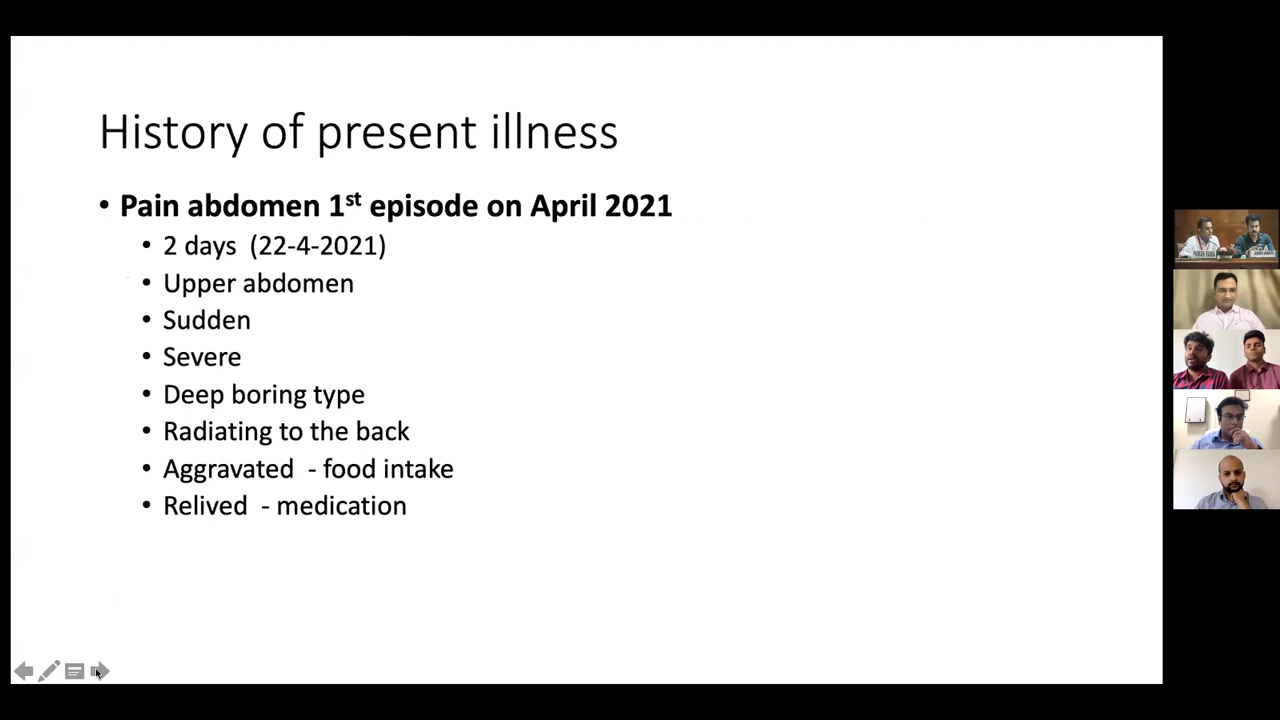 History of present illness
• Pain abdomen 1st episode on April 2021
• 2 days (22-4-2021)
• Upper abdomen
• Sudden
• Severe
• Deep boring type
• Radiating to the back
• Aggravated - food intake
• Relived - medication